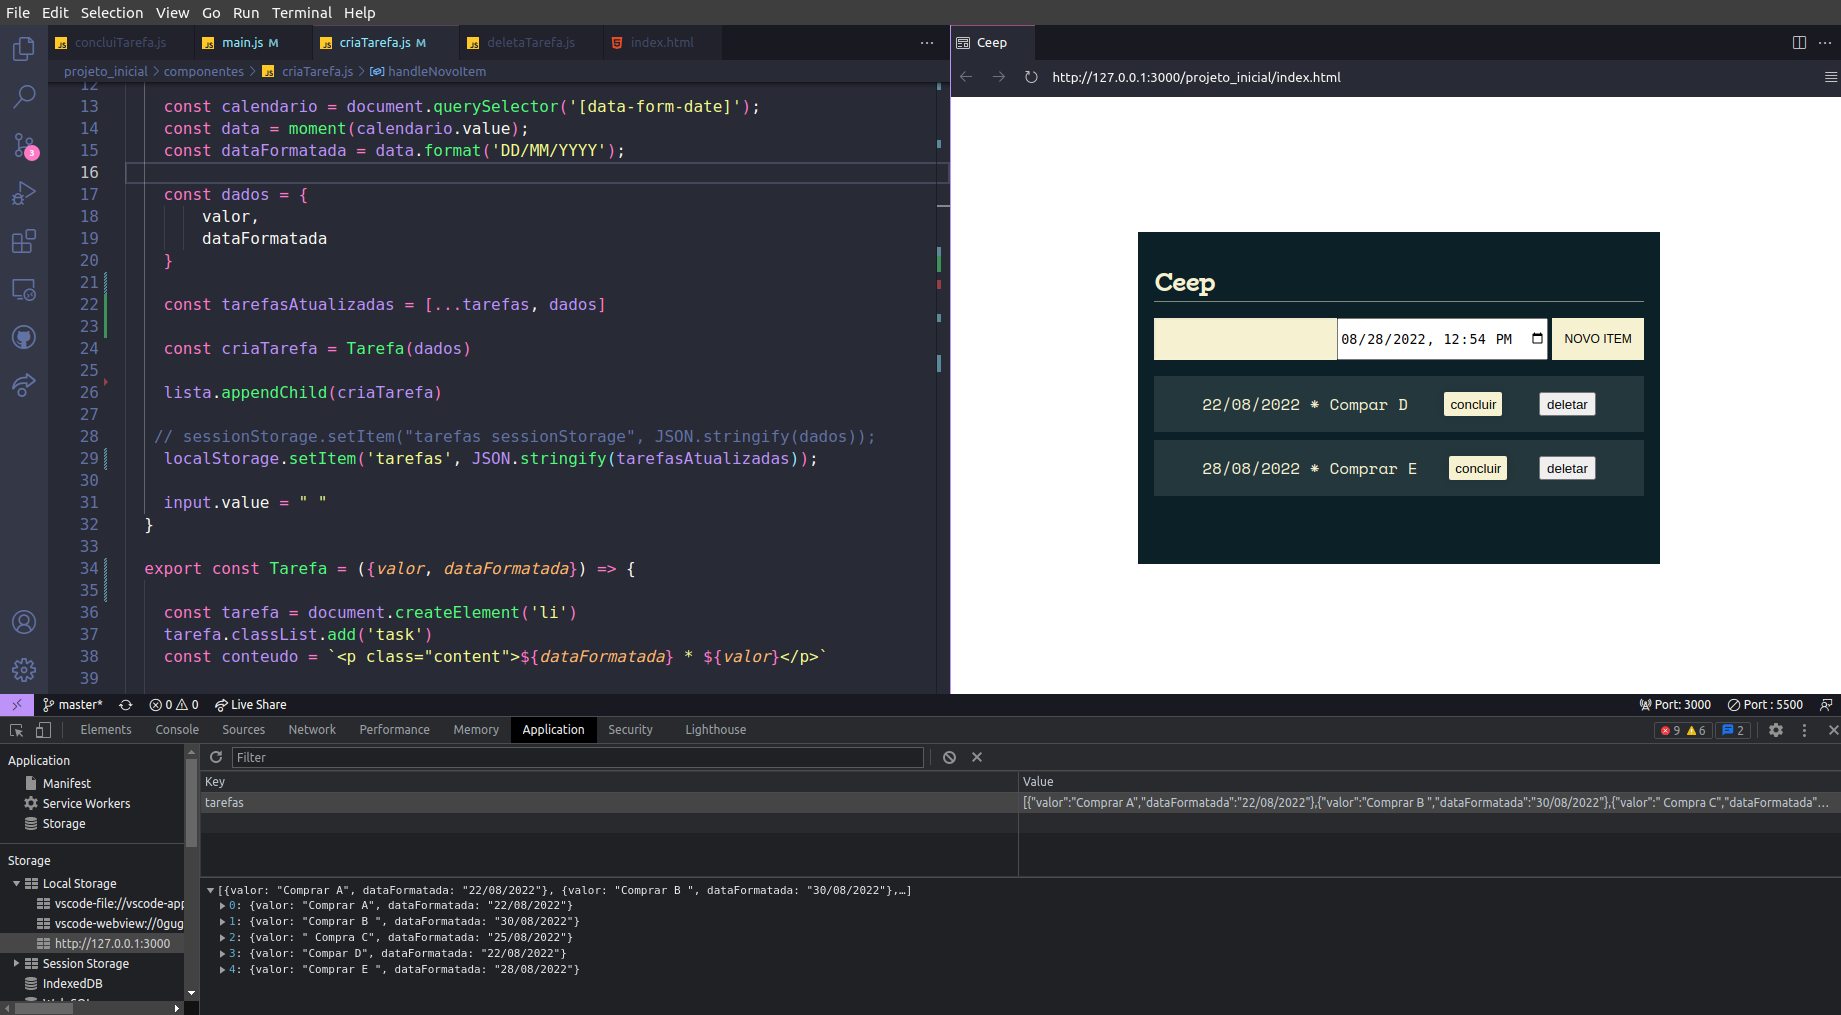 File Edit Selection View Go Run Terminal Help
concluiTarefa.js
main.js M
criaTarefa.js M
deletaTarefa.js
index.html
Ceep
projeto_inicial > componentes > criaTarefa.js > handleNovoItem
http://127.0.0.1:3000/projeto_inicial/index.html
12
13 const calendario = document.querySelector('[data-form-date]');
14 const data = moment(calendario.value);
15 const dataFormatada = data.format('DD/MM/YYYY');
16
17 const dados = {
18 valor,
19 dataFormatada
20 }
21
22 const tarefasAtualizadas = [...tarefas, dados]
23
24 const criaTarefa = Tarefa(dados)
25
26 lista.appendChild(criaTarefa)
27
28 // sessionStorage.setItem("tarefas sessionStorage", JSON.stringify(dados));
29 localStorage.setItem('tarefas', JSON.stringify(tarefasAtualizadas));
30
31 input.value = " "
32 }
33
34 export const Tarefa = ({valor, dataFormatada}) => {
35
36 const tarefa = document.createElement('li')
37 tarefa.classList.add('task')
38 const conteudo = `<p class="content">${dataFormatada} * ${valor}</p>`
39
3
Ceep
08/28/2022, 12:54 PM
NOVO ITEM
22/08/2022 * Compar D concluir deletar
28/08/2022 * Comprar E concluir deletar
master* 0 0 Live Share
Port: 3000 Port : 5500
Elements Console Sources Network Performance Memory Application Security Lighthouse
9 6 2
Application
Manifest
Service Workers
Storage
Storage
Local Storage
vscode-file://vscode-app
vscode-webview://0gug
http://127.0.0.1:3000
Session Storage
IndexedDB
Filter
Key Value
tarefas [{"valor":"Comprar A","dataFormatada":"22/08/2022"},{"valor":"Comprar B ","dataFormatada":"30/08/2022"},{"valor":" Compra C","dataFormatada"…
[{valor: "Comprar A", dataFormatada: "22/08/2022"}, {valor: "Comprar B ", dataFormatada: "30/08/2022"},…]
0: {valor: "Comprar A", dataFormatada: "22/08/2022"}
1: {valor: "Comprar B ", dataFormatada: "30/08/2022"}
2: {valor: " Compra C", dataFormatada: "25/08/2022"}
3: {valor: "Compar D", dataFormatada: "22/08/2022"}
4: {valor: "Comprar E ", dataFormatada: "28/08/2022"}